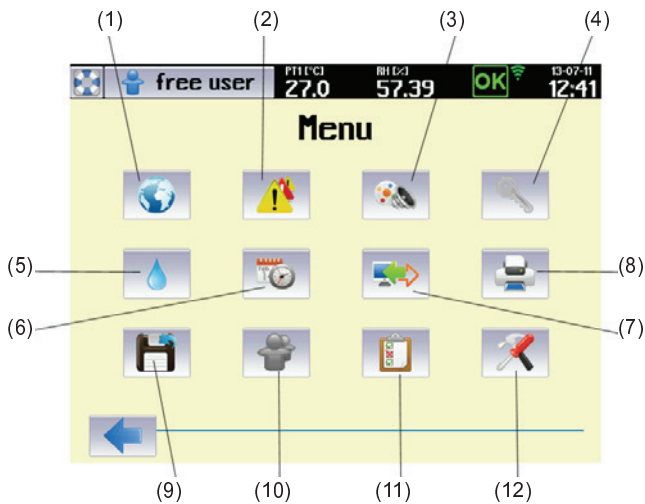 (1) (2) (3) (4)
free user PT1 [°C] 27.0 RH [%] 57.39 OK 13-07-11 12:41
Menu
(5) (8)
(6) (7)
(9) (10) (11) (12)